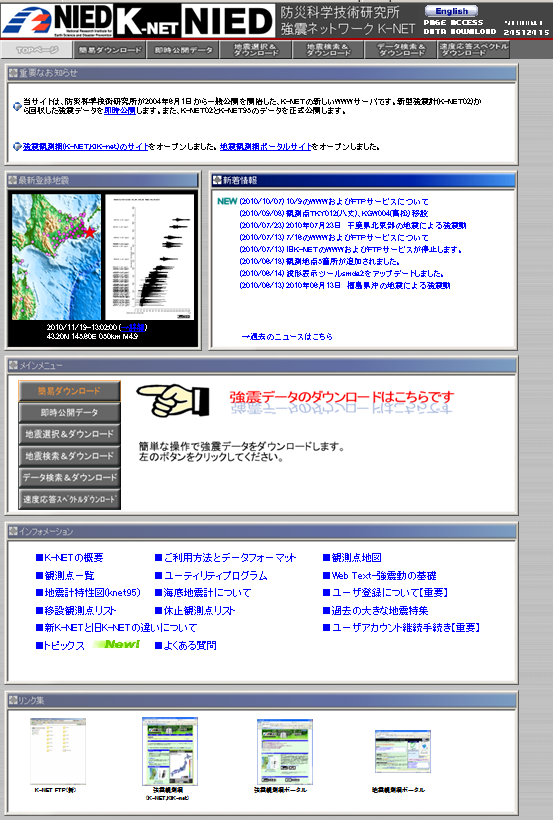 NIED K-NET NIED
防災科学技術研究所
強震ネットワーク K-NET
English
PAGE ACCESS
DATA DOWNLOAD 24512415
TOPページ
簡易ダウンロード
即時公開データ
地震選択&
ダウンロード
地震検索&
ダウンロード
データ検索&
ダウンロード
速度応答スペクトル
ダウンロード
重要なお知らせ
当サイトは、防災科学技術研究所が2004年6月1日から一般公開を開始した、K-NETの新しいWWWサーバです。新型強震計(K-NET02)か
ら回収した強震データを即時公開します。また、K-NET02とK-NET95のデータを正式公開します。
強震観測網(K-NET,KiK-net)のサイトをオープンしました。地震観測網ポータルサイトをオープンしました。
最新登録地震
2010/11/19-13:02:00
43.20N 145.80E 050km M4.9
新着情報
NEW (2010/10/07) 10/9のWWWおよびFTPサービスについて
(2010/09/08) 観測点TKY012(八丈)、KGW004(高松) 移設
(2010/07/23) 2010年07月23日 千葉県北東部の地震による強震動
(2010/07/13) 7/18のWWWおよびFTPサービスについて
(2010/07/13) 旧K-NETのWWWおよびFTPサービスが停止します。
(2010/06/18) 観測地点5箇所が追加されました。
(2010/06/14) 波形表示ツールsmda2をアップデートしました。
(2010/06/13) 2010年06月13日 福島県沖の地震による強震動
→過去のニュースはこちら
メインメニュー
簡易ダウンロード
即時公開データ
地震選択&ダウンロード
地震検索&ダウンロード
データ検索&ダウンロード
速度応答スペクトルダウンロード
強震データのダウンロードはこちらです
簡単な操作で強震データをダウンロードします。
左のボタンをクリックしてください。
インフォメーション
■K-NETの概要 ■ご利用方法とデータフォーマット ■観測点地図
■観測点一覧 ■ユーティリティプログラム ■Web Text-強震動の基礎
■地震計特性図(knet95) ■海底地震計について ■ユーザ登録について【重要】
■移設観測点リスト ■休止観測点リスト ■過去の大きな地震特集
■新K-NETと旧K-NETの違いについて ■ユーザアカウント継続手続き【重要】
■トピックス New! ■よくある質問
リンク集
K-NET FTP(新)
強震観測網
(K-NET,KiK-net)
強震観測網ポータル
地震観測網ポータル